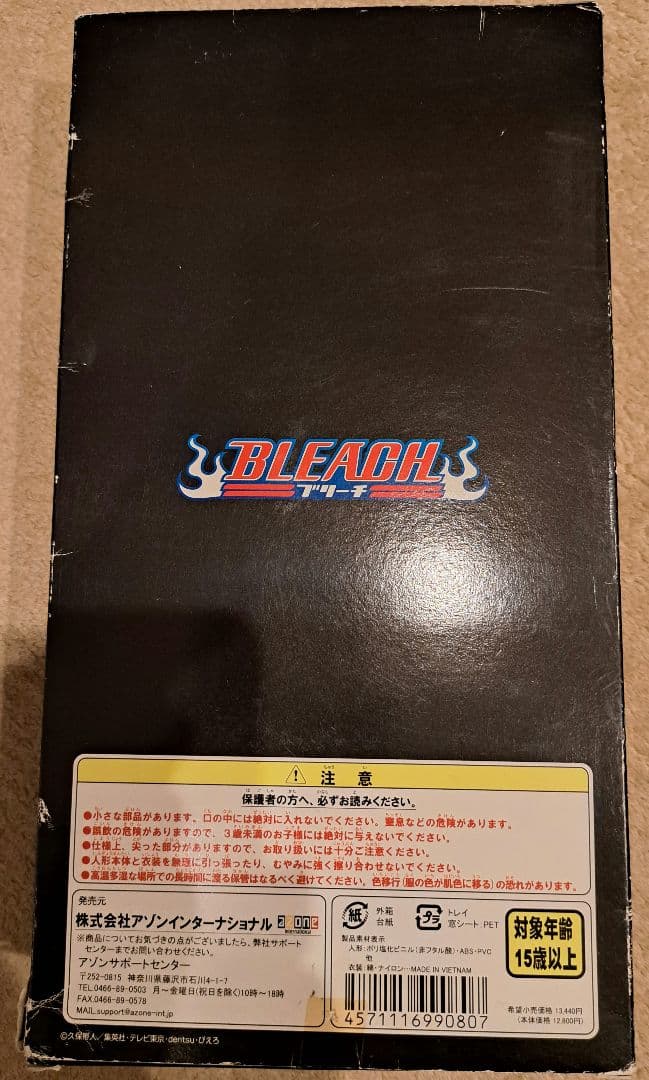 BLEACH
ブリーチ
注意
保護者の方へ、必ずお読みください。
●小さな部品があります。口の中には絶対に入れないでください。窒息などの危険があります。
●誤飲の危険がありますので、3歳未満のお子様には絶対に与えないでください。
●仕様上、尖った部分がありますので、お取り扱いには十分ご注意ください。
●人形本体と衣装を無理に引っ張ったり、むやみに強く擦り合わせないでください。
●高温多湿な場所での長時間に渡る保管はなるべく避けてください。色移行(服の色が肌色に移る)の恐れがあります。
発売元
株式会社アゾンインターナショナル azone INTERNATIONAL
※商品についてお気づきの点がございましたら、弊社サポート
センターまでお問い合わせください。
アゾンサポートセンター
〒252-0815 神奈川県藤沢市石川4-1-7
TEL.0466-89-0503 月~金曜日(祝日を除く)10時~18時
FAX.0466-89-0578
MAIL.support@azone-int.jp
紙 外箱
台紙
プラ トレイ
窓シート:PET
製品素材表示
人形:ポリ塩化ビニル(非フタル酸)・ABS・PVC
他
衣装:綿・ナイロン…MADE IN VIETNAM
4571116990807
対象年齢
15歳以上
希望小売価格 13,440円
(本体価格 12,800円)
©久保帯人/集英社・テレビ東京・dentsu・ぴえろ